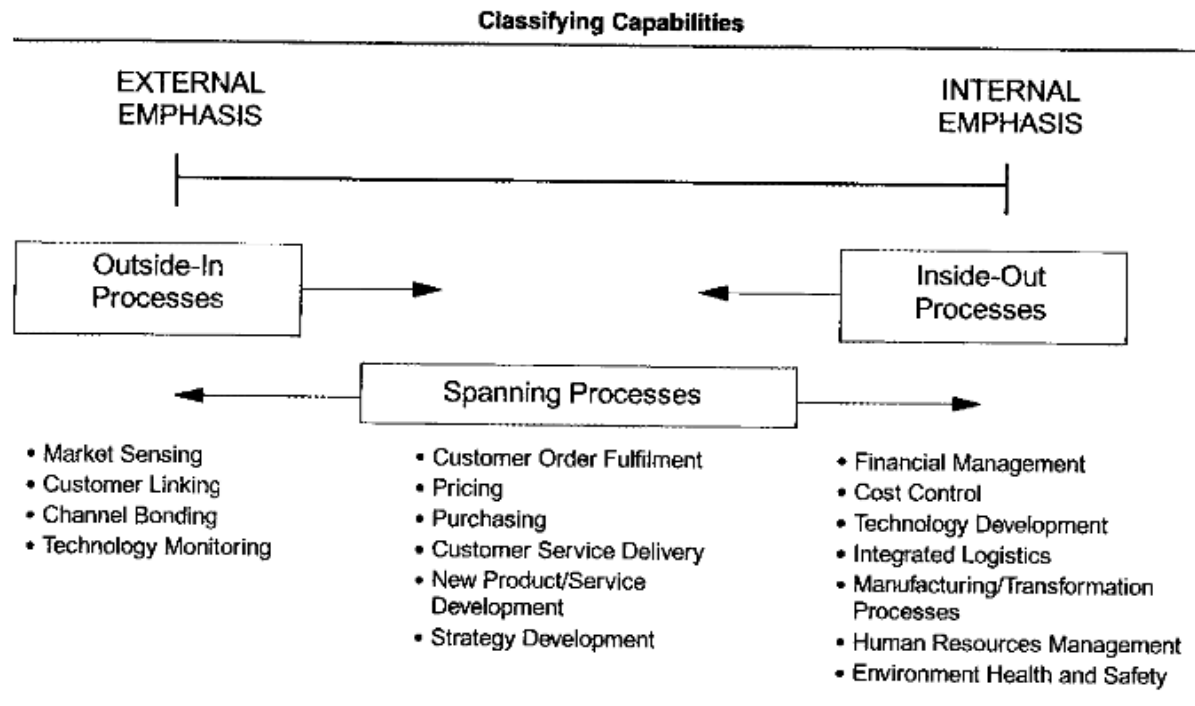 Classifying Capabilities
EXTERNAL
EMPHASIS
INTERNAL
EMPHASIS
Outside-In
Processes
Inside-Out
Processes
Spanning Processes
• Market Sensing
• Customer Linking
• Channel Bonding
• Technology Monitoring
• Customer Order Fulfilment
• Pricing
• Purchasing
• Customer Service Delivery
• New Product/Service
Development
• Strategy Development
• Financial Management
• Cost Control
• Technology Development
• Integrated Logistics
• Manufacturing/Transformation
Processes
• Human Resources Management
• Environment Health and Safety